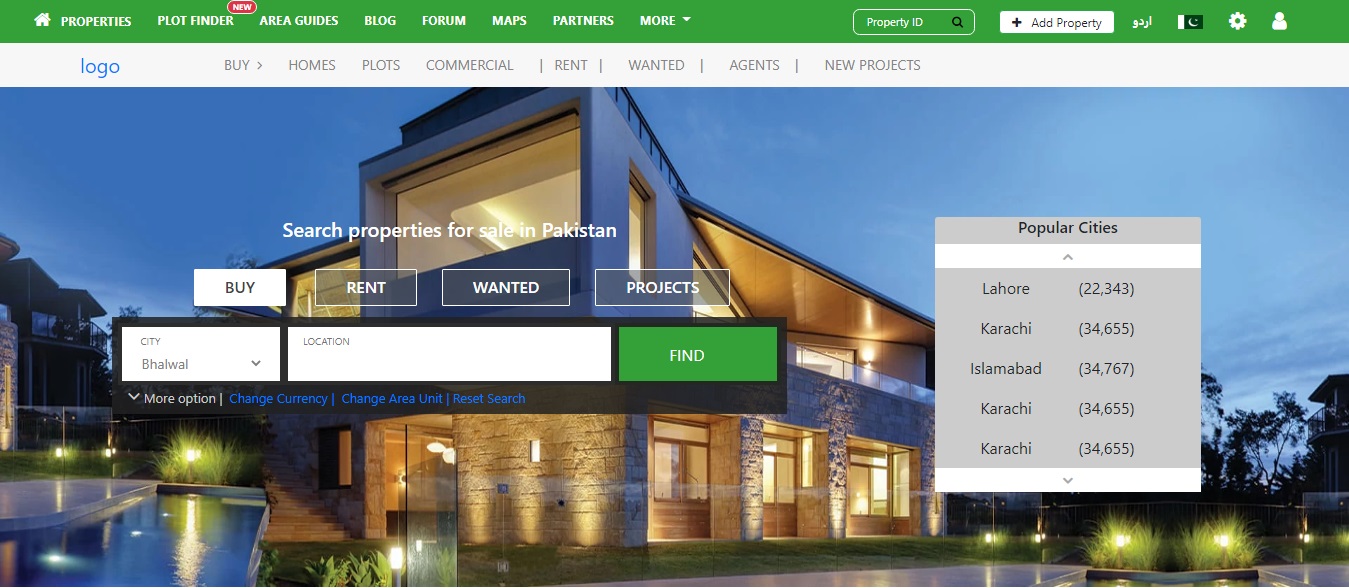 NEW
PROPERTIES PLOT FINDER AREA GUIDES BLOG FORUM MAPS PARTNERS MORE Property ID + Add Property اردو
logo BUY > HOMES PLOTS COMMERCIAL | RENT | WANTED | AGENTS | NEW PROJECTS
Search properties for sale in Pakistan
BUY RENT WANTED PROJECTS
CITY LOCATION
Bhalwal
FIND
More option | Change Currency | Change Area Unit | Reset Search
Popular Cities
Lahore (22,343)
Karachi (34,655)
Islamabad (34,767)
Karachi (34,655)
Karachi (34,655)